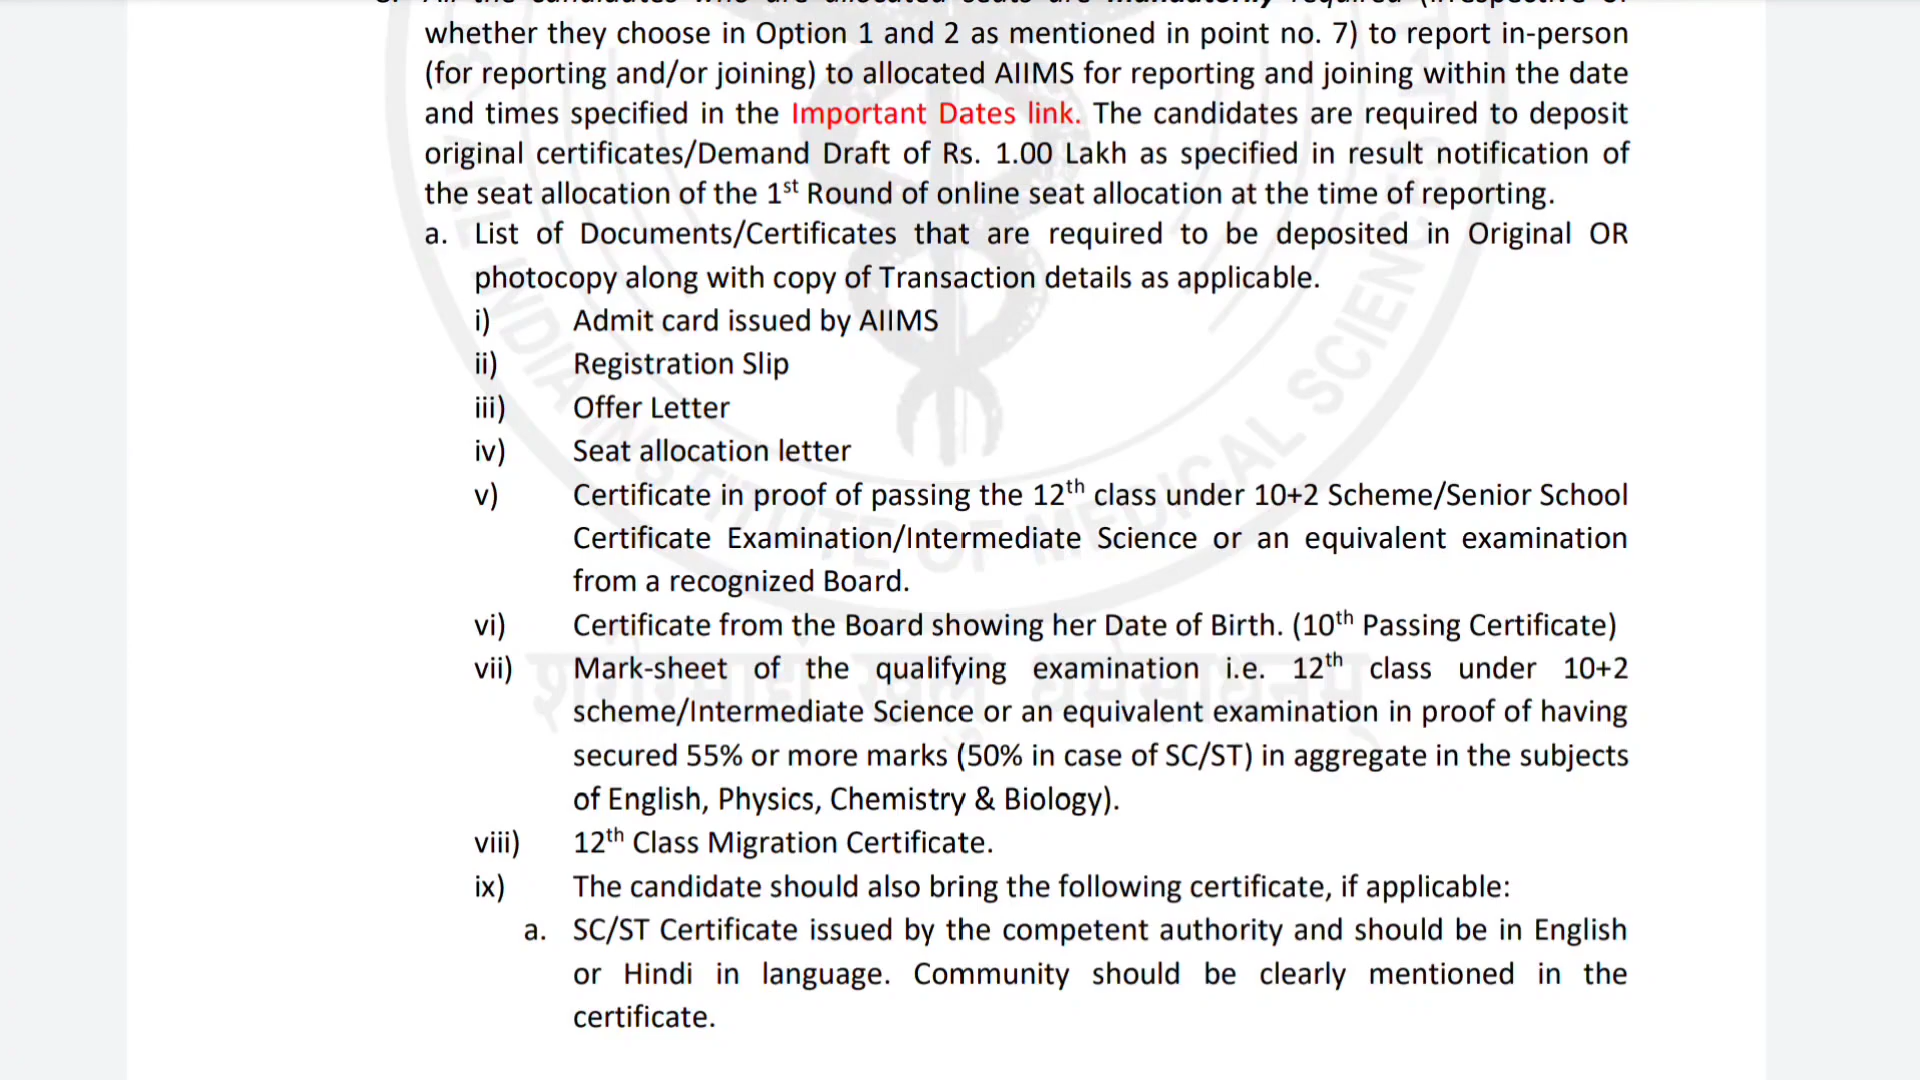 whether they choose in Option 1 and 2 as mentioned in point no. 7) to report in-person
(for reporting and/or joining) to allocated AIIMS for reporting and joining within the date
and times specified in the Important Dates link. The candidates are required to deposit
original certificates/Demand Draft of Rs. 1.00 Lakh as specified in result notification of
the seat allocation of the 1st Round of online seat allocation at the time of reporting.
a. List of Documents/Certificates that are required to be deposited in Original OR
photocopy along with copy of Transaction details as applicable.
i) Admit card issued by AIIMS
ii) Registration Slip
iii) Offer Letter
iv) Seat allocation letter
v) Certificate in proof of passing the 12th class under 10+2 Scheme/Senior School
Certificate Examination/Intermediate Science or an equivalent examination
from a recognized Board.
vi) Certificate from the Board showing her Date of Birth. (10th Passing Certificate)
vii) Mark-sheet of the qualifying examination i.e. 12th class under 10+2
scheme/Intermediate Science or an equivalent examination in proof of having
secured 55% or more marks (50% in case of SC/ST) in aggregate in the subjects
of English, Physics, Chemistry & Biology).
viii) 12th Class Migration Certificate.
ix) The candidate should also bring the following certificate, if applicable:
a. SC/ST Certificate issued by the competent authority and should be in English
or Hindi in language. Community should be clearly mentioned in the
certificate.
ALL INDIA INSTITUTE OF MEDICAL SCIENCES